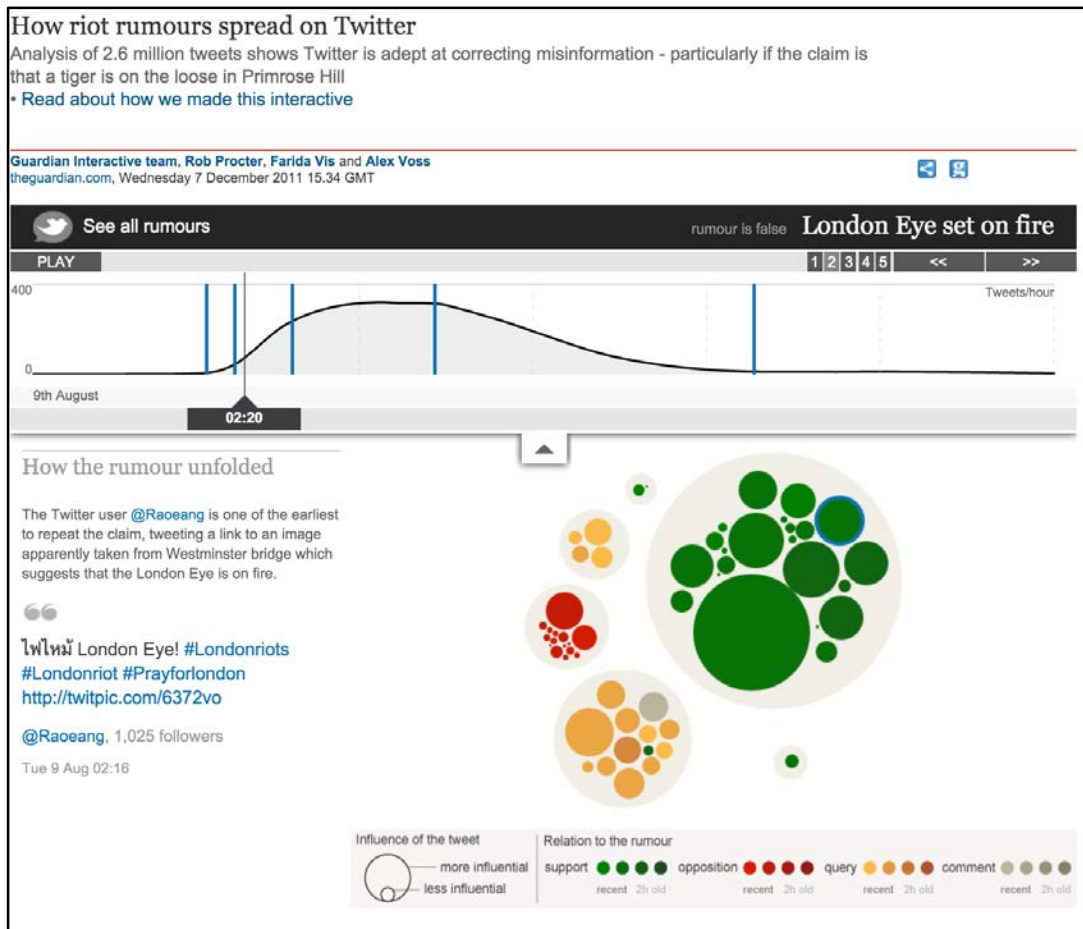 How riot rumours spread on Twitter
Analysis of 2.6 million tweets shows Twitter is adept at correcting misinformation - particularly if the claim is
that a tiger is on the loose in Primrose Hill
• Read about how we made this interactive
Guardian Interactive team, Rob Procter, Farida Vis and Alex Voss
theguardian.com, Wednesday 7 December 2011 15.34 GMT
See all rumours
rumour is false London Eye set on fire
PLAY
1 2 3 4 5 << >>
400
Tweets/hour
0
9th August
02:20
How the rumour unfolded
The Twitter user @Raoeang is one of the earliest
to repeat the claim, tweeting a link to an image
apparently taken from Westminster bridge which
suggests that the London Eye is on fire.
“
ไฟไหม้ London Eye! #Londonriots
#Londonriot #Prayforlondon
http://twitpic.com/6372vo
@Raoeang, 1,025 followers
Tue 9 Aug 02:16
Influence of the tweet
more influential
less influential
Relation to the rumour
support opposition query comment
recent 2h old recent 2h old recent 2h old recent 2h old